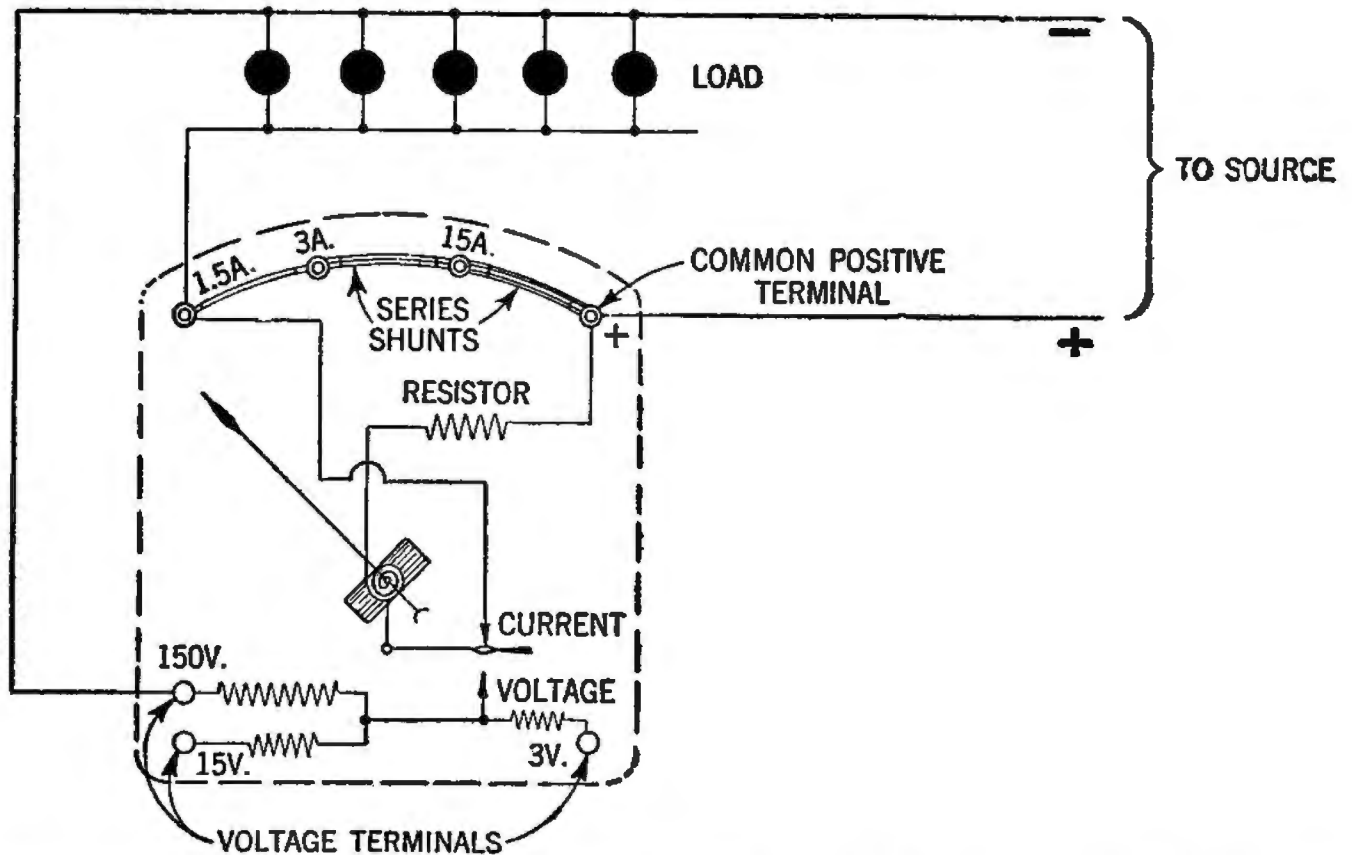 −
LOAD
TO SOURCE
3A.
15A.
1.5A.
COMMON POSITIVE
TERMINAL
SERIES
SHUNTS
+
+
RESISTOR
CURRENT
150V.
VOLTAGE
15V.
3V.
VOLTAGE TERMINALS